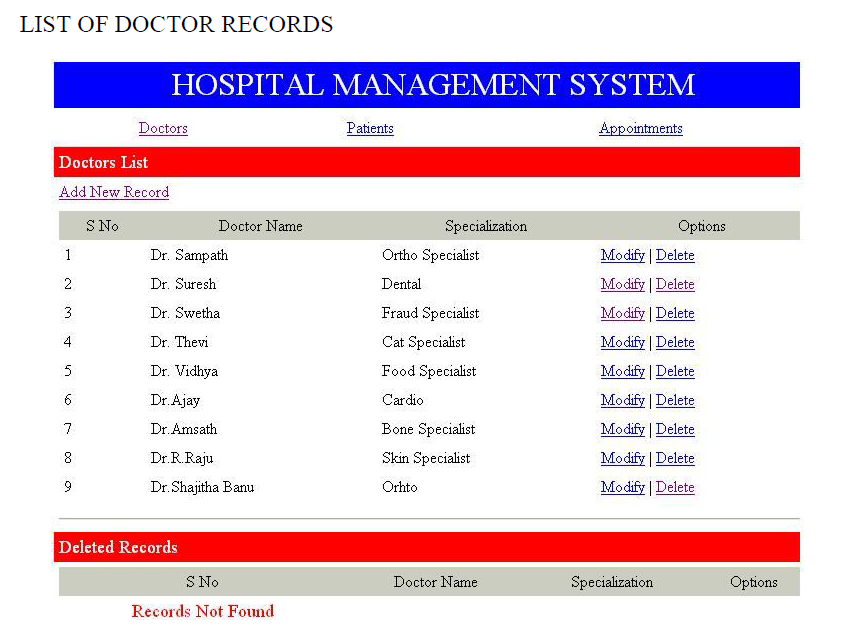 LIST OF DOCTOR RECORDS
HOSPITAL MANAGEMENT SYSTEM
Doctors Patients Appointments
Doctors List
Add New Record
S No Doctor Name Specialization Options
1 Dr. Sampath Ortho Specialist Modify | Delete
2 Dr. Suresh Dental Modify | Delete
3 Dr. Swetha Fraud Specialist Modify | Delete
4 Dr. Thevi Cat Specialist Modify | Delete
5 Dr. Vidhya Food Specialist Modify | Delete
6 Dr.Ajay Cardio Modify | Delete
7 Dr.Amsath Bone Specialist Modify | Delete
8 Dr.R.Raju Skin Specialist Modify | Delete
9 Dr.Shajitha Banu Orhto Modify | Delete
Deleted Records
S No Doctor Name Specialization Options
Records Not Found